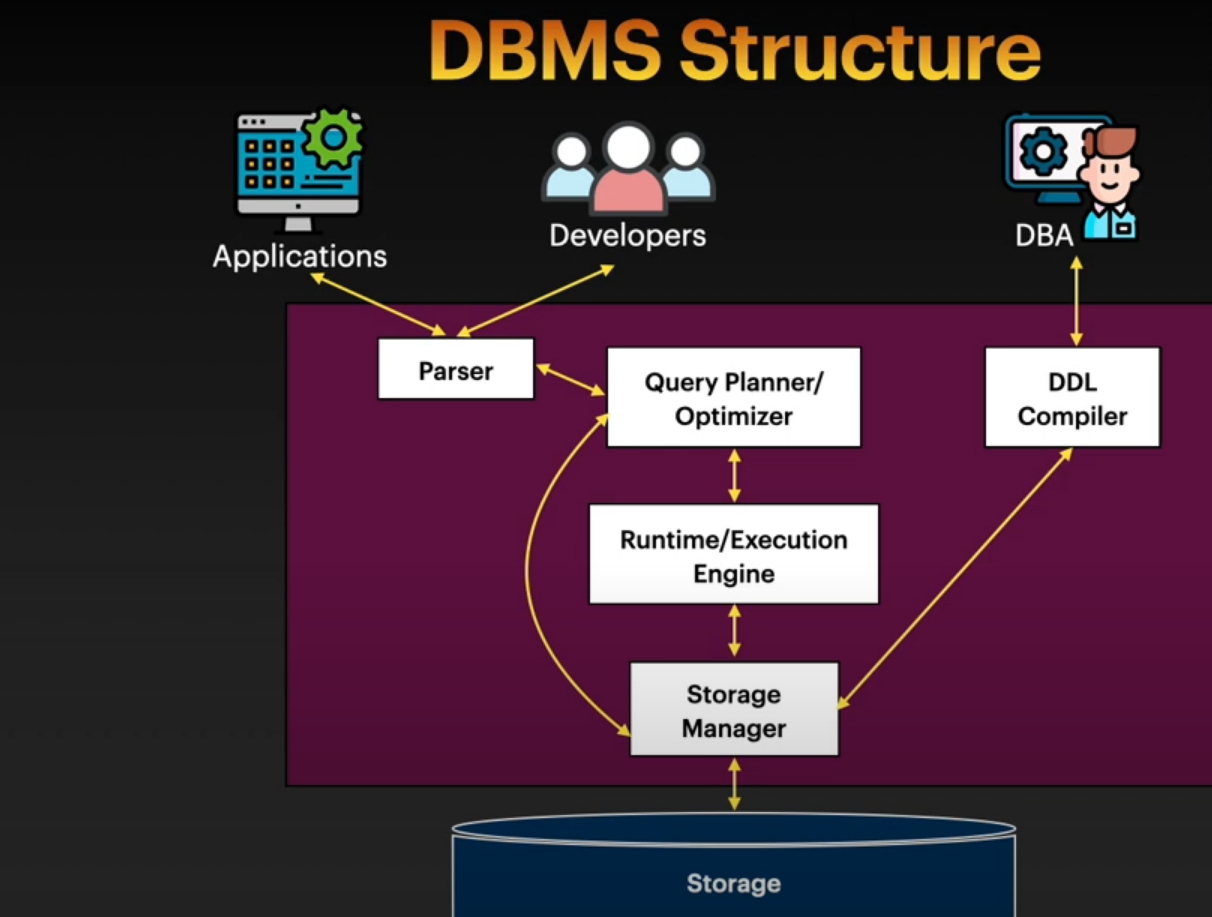 DBMS Structure
Applications
Developers
DBA
Parser
Query Planner/
Optimizer
DDL
Compiler
Runtime/Execution
Engine
Storage
Manager
Storage